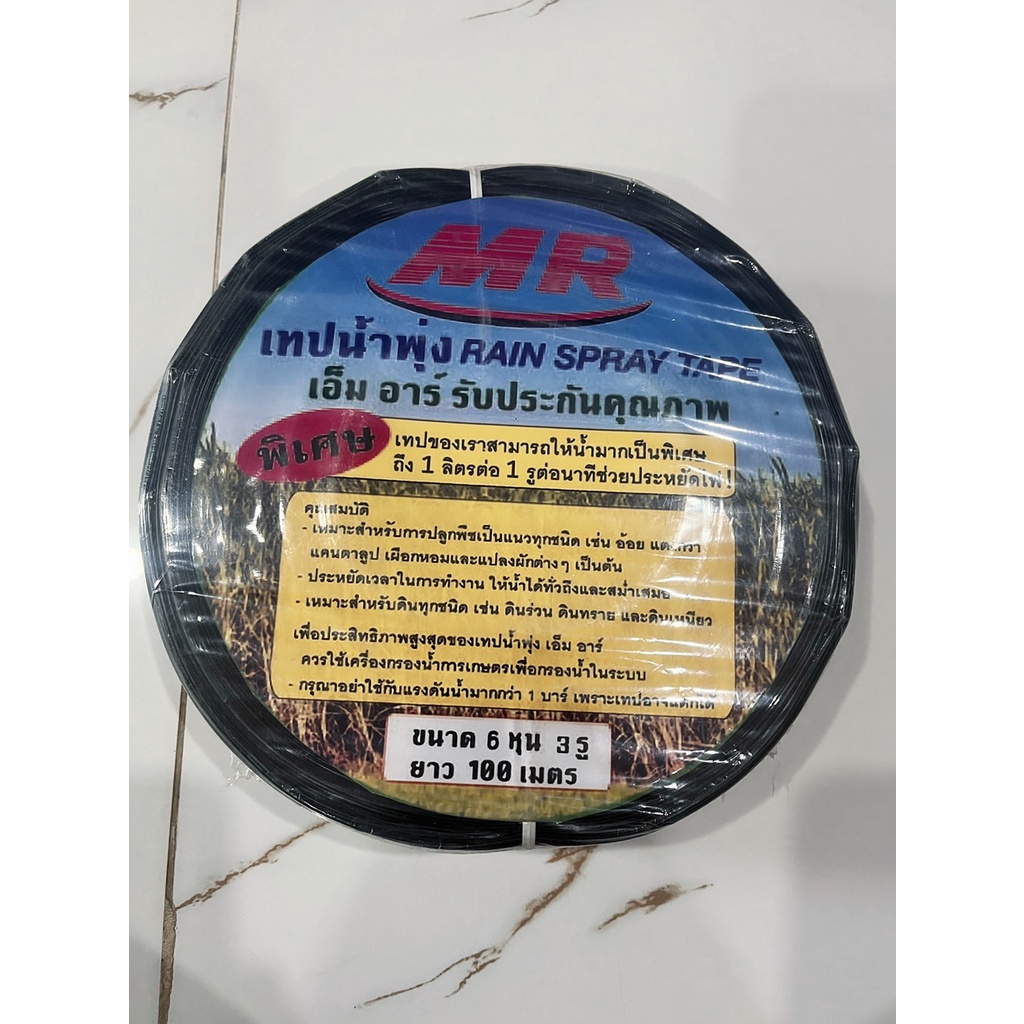 MR
เทปน้ำพุ่ง RAIN SPRAY TAPE
เอ็ม อาร์ รับประกันคุณภาพ
พิเศษ
เทปของเราสามารถให้น้ำมากเป็นพิเศษ
ถึง 1 ลิตรต่อ 1 รูต่อนาทีช่วยประหยัดไฟ!
คุณสมบัติ
- เหมาะสำหรับการปลูกพืชเป็นแนวทุกชนิด เช่น อ้อย แตงกวา
แคนตาลูป เผือกหอมและแปลงผักต่างๆ เป็นต้น
- ประหยัดเวลาในการทำงาน ให้น้ำได้ทั่วถึงและสม่ำเสมอ
- เหมาะสำหรับดินทุกชนิด เช่น ดินร่วน ดินทราย และดินเหนียว
เพื่อประสิทธิภาพสูงสุดของเทปน้ำพุ่ง เอ็ม อาร์
ควรใช้เครื่องกรองน้ำการเกษตรเพื่อกรองน้ำในระบบ
- กรุณาอย่าใช้กับแรงดันน้ำมากกว่า 1 บาร์ เพราะเทปอาจแตกได้
ขนาด 6 หุน 3 รู
ยาว 100 เมตร